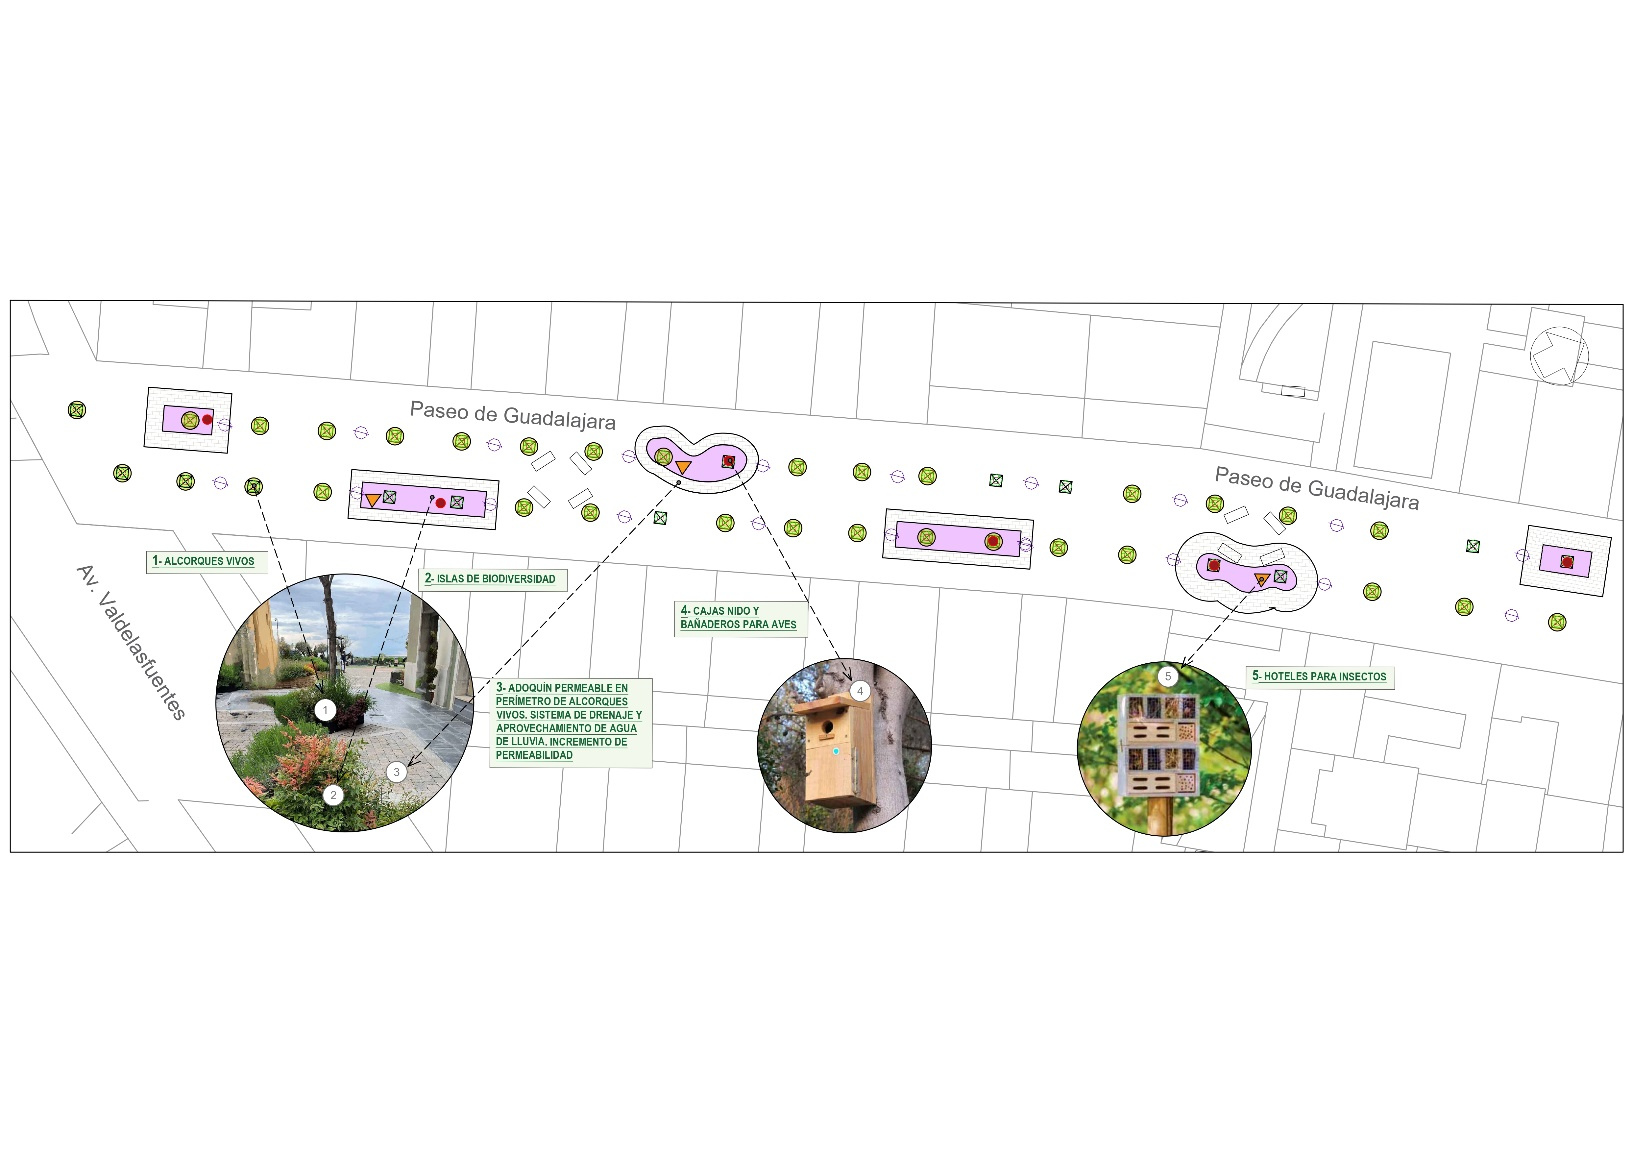 Paseo de Guadalajara
Paseo de Guadalajara
Av. Valdelasfuentes
1- ALCORQUES VIVOS
2- ISLAS DE BIODIVERSIDAD
3- ADOQUÍN PERMEABLE EN
PERÍMETRO DE ALCORQUES
VIVOS. SISTEMA DE DRENAJE Y
APROVECHAMIENTO DE AGUA
DE LLUVIA. INCREMENTO DE
PERMEABILIDAD
4- CAJAS NIDO Y
BAÑADEROS PARA AVES
5- HOTELES PARA INSECTOS
1
2
3
4
5